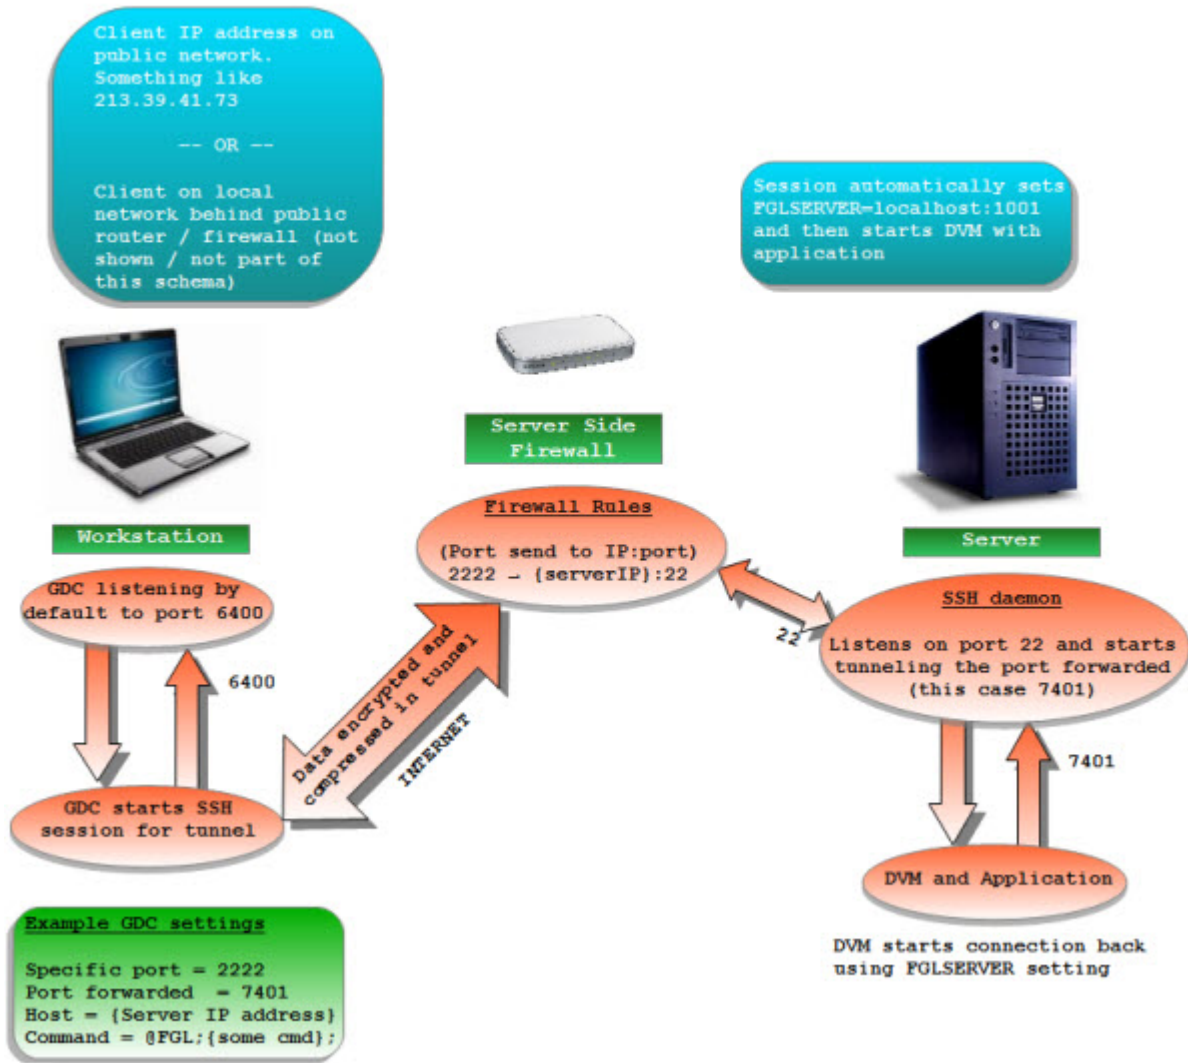 Client IP address on
public network.
Something like
213.39.41.73
-- OR --
Client on local
network behind public
router / firewall (not
shown / not part of
this schema)
Session automatically sets
FGLSERVER=localhost:1001
and then starts DVM with
application
Server Side
Firewall
Workstation
Server
Firewall Rules
(Port send to IP:port)
2222 → {serverIP}:22
GDC listening by
default to port 6400
6400
GDC starts SSH
session for tunnel
Data encrypted and
compressed in tunnel
INTERNET
22
SSH daemon
Listens on port 22 and starts
tunneling the port forwarded
(this case 7401)
7401
DVM and Application
DVM starts connection back
using FGLSERVER setting
Example GDC settings
Specific port = 2222
Port forwarded = 7401
Host = {Server IP address}
Command = @FGL;{some cmd};